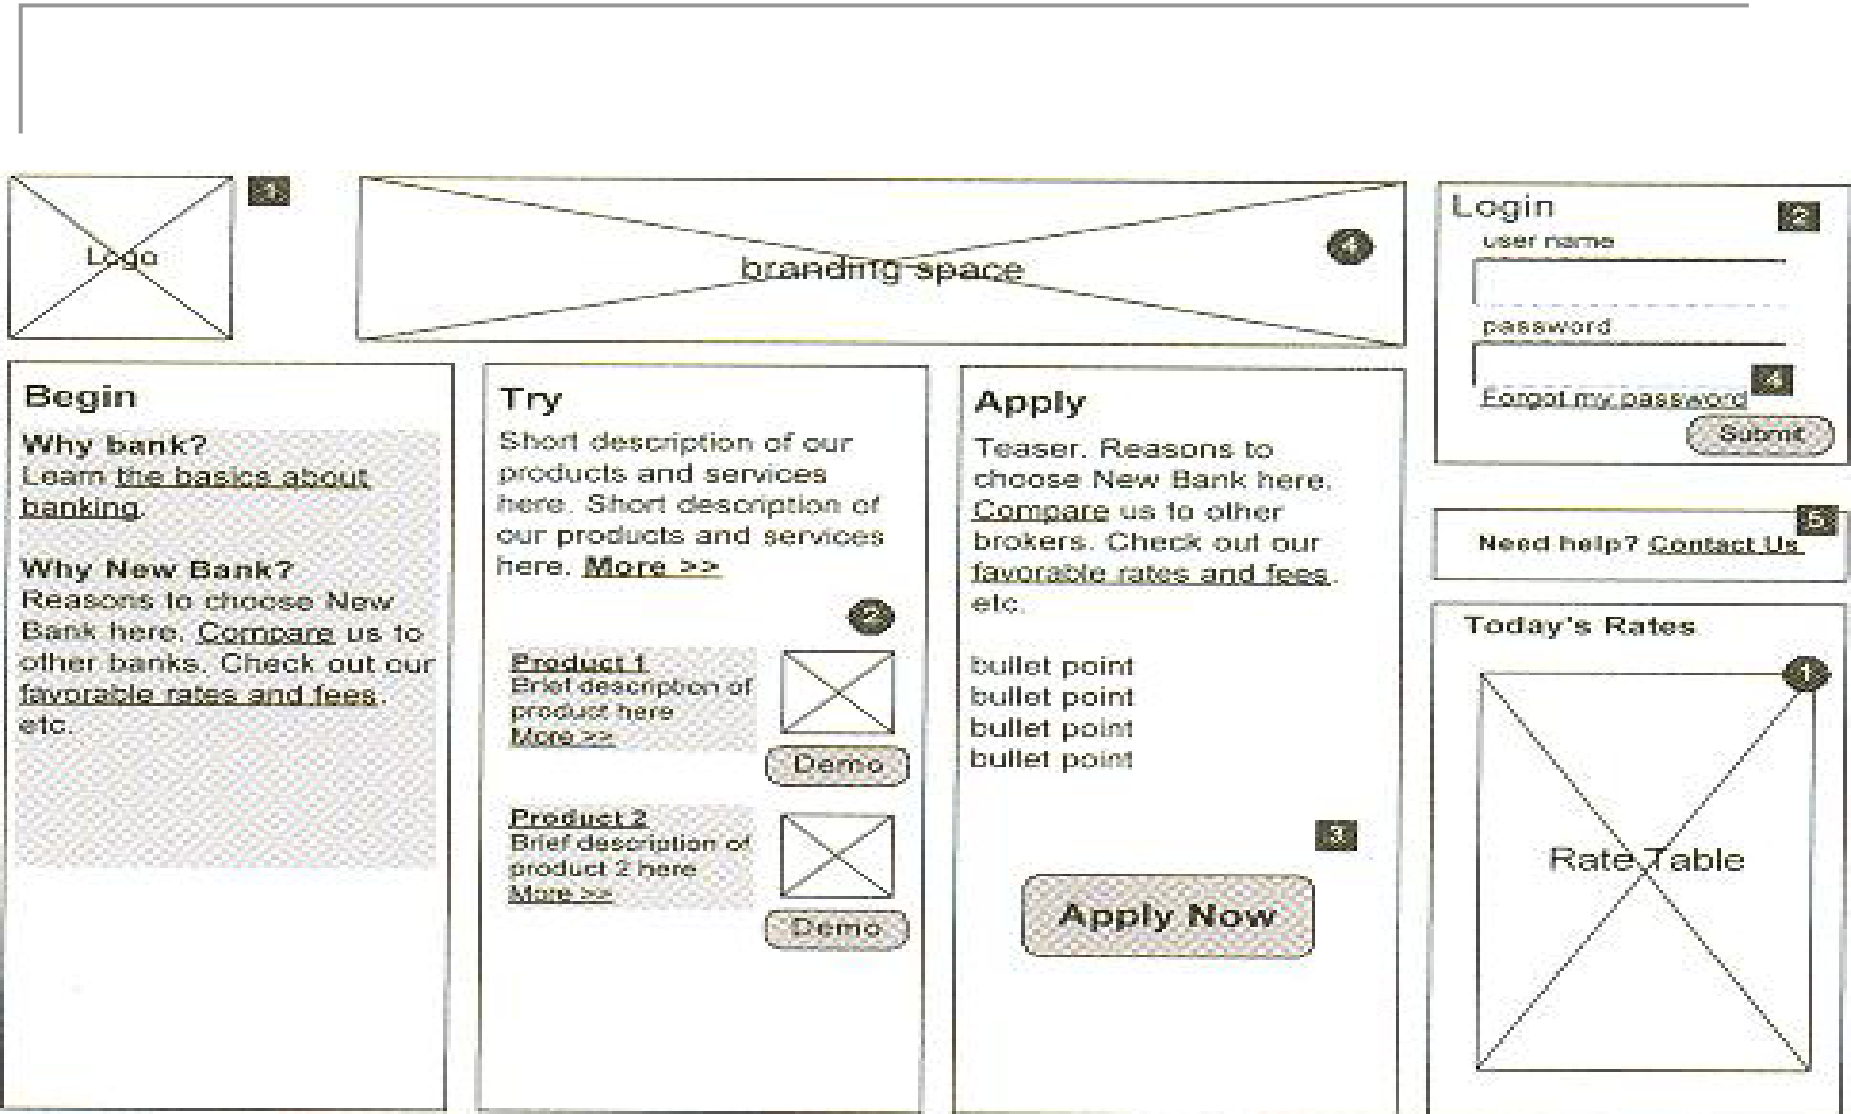 Logo
branding space
4
Login
2
user name
password
4
Forgot my password
Submit
Begin
Why bank?
Learn the basics about
banking.
Why New Bank?
Reasons to choose New
Bank here. Compare us to
other banks. Check out our
favorable rates and fees.
etc.
Try
Short description of our
products and services
here. Short description of
our products and services
here. More >>
2
Product 1
Brief description of
product here
More >>
Demo
Product 2
Brief description of
product 2 here
More >>
Demo
Apply
Teaser. Reasons to
choose New Bank here.
Compare us to other
brokers. Check out our
favorable rates and fees.
etc.
bullet point
bullet point
bullet point
bullet point
3
Apply Now
5
Need help? Contact Us
Today's Rates
1
Rate Table